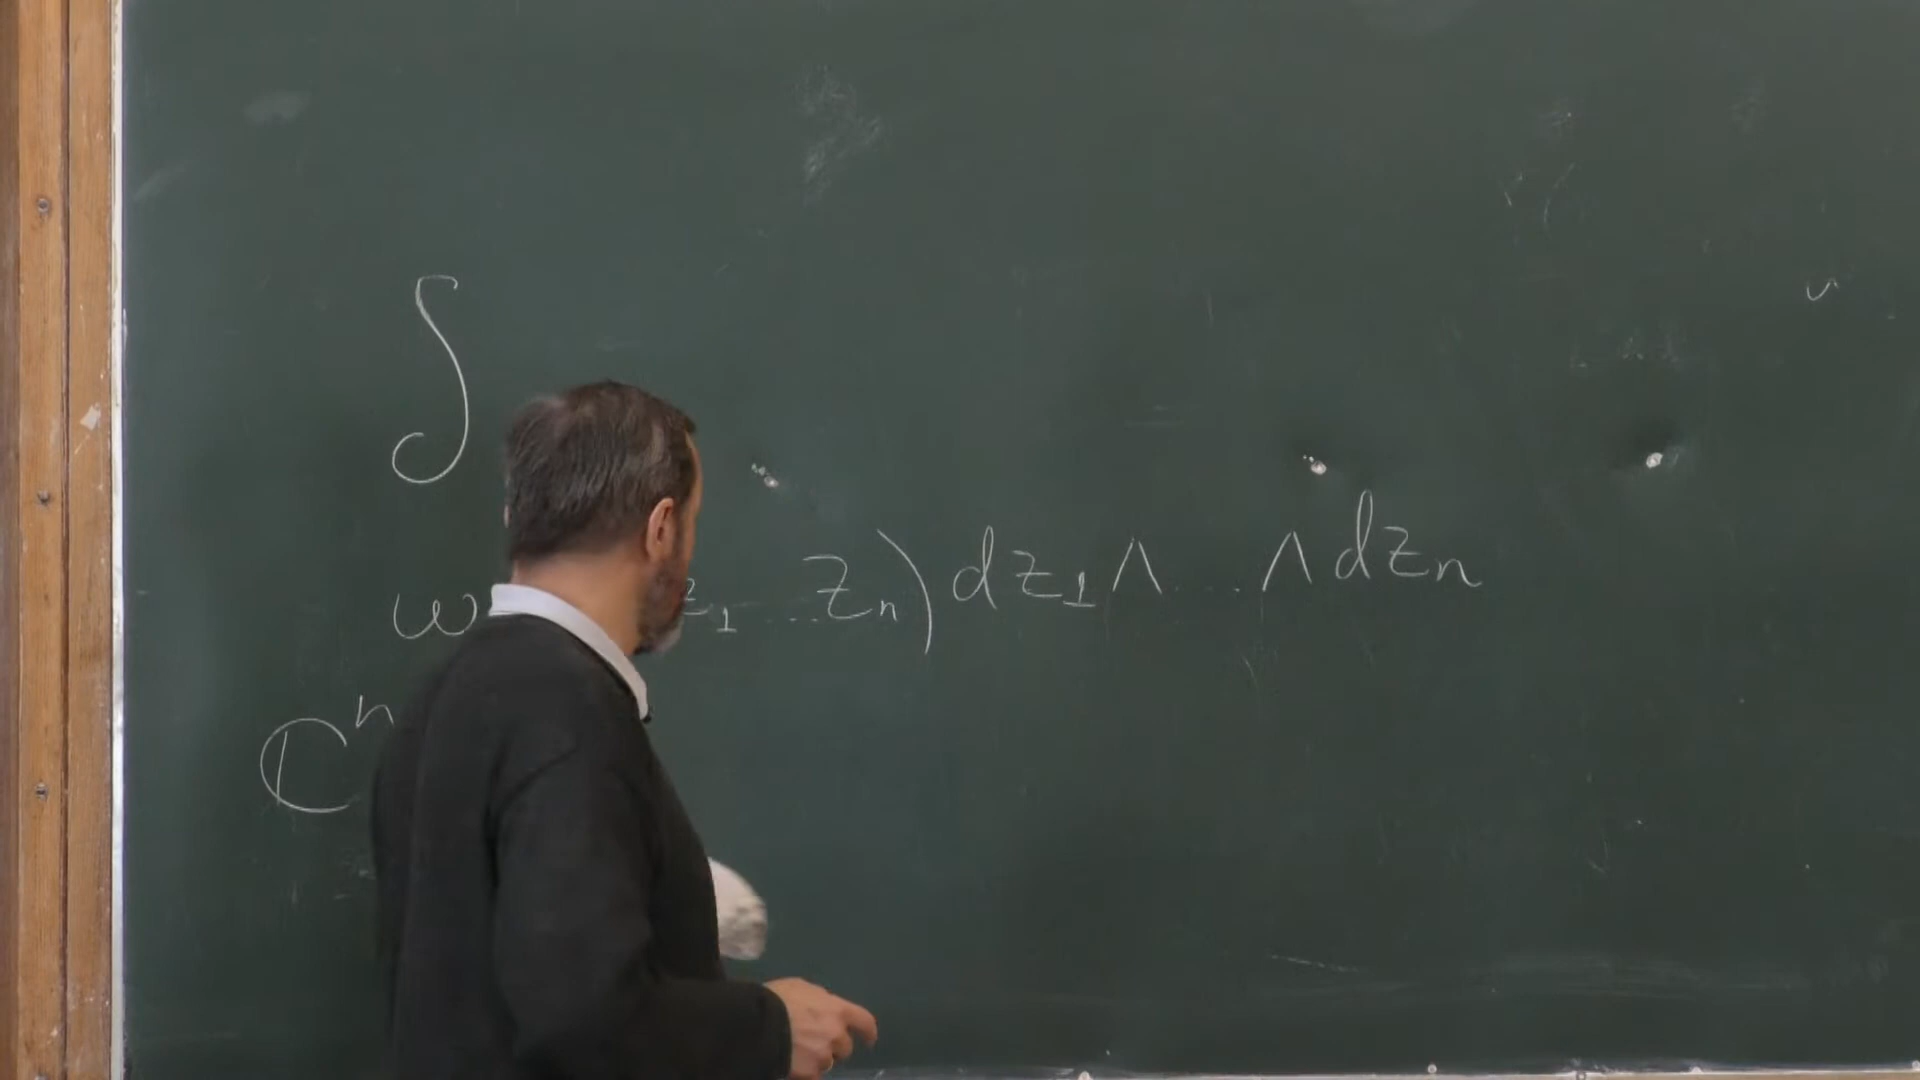 ∫
ω z₁ ... zₙ) dz₁ ∧ ... ∧ dzₙ
ℂⁿ